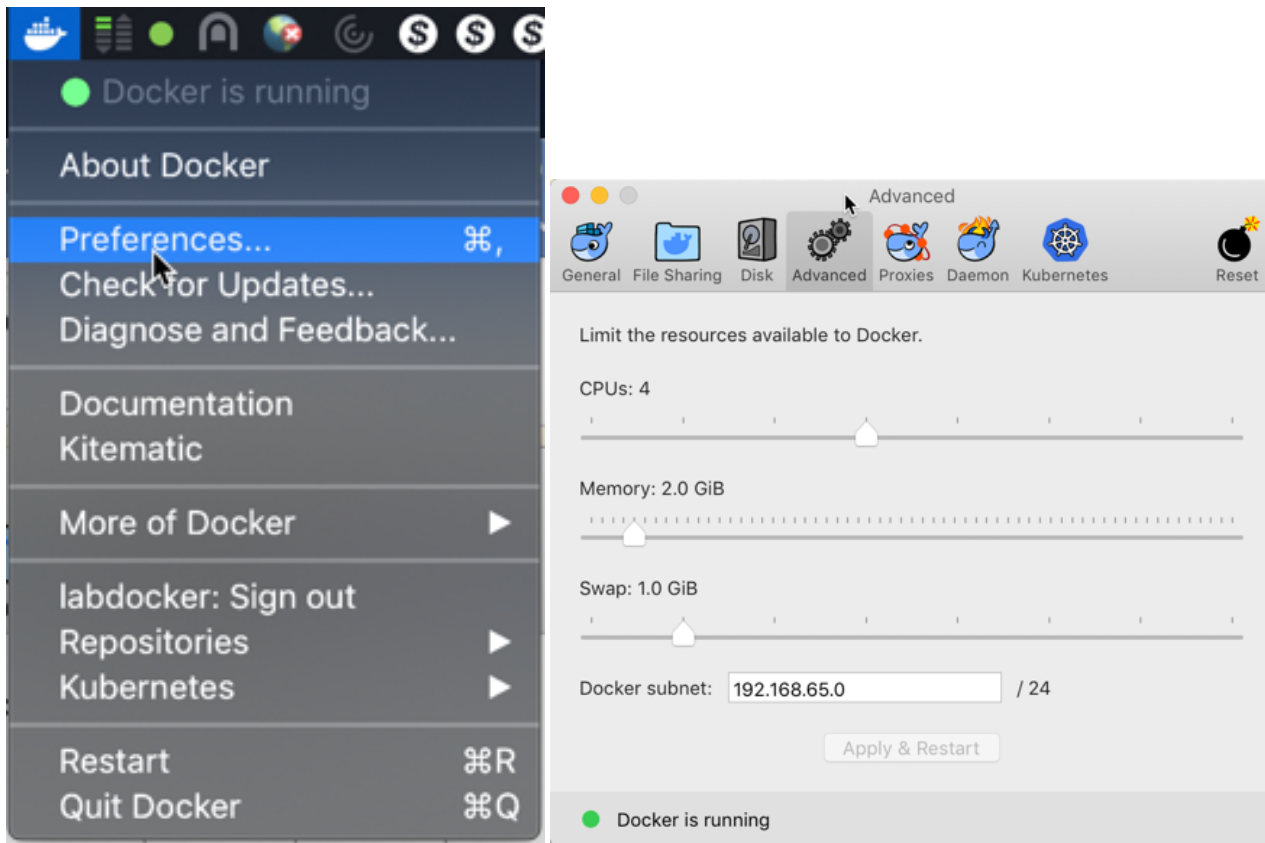 Docker is running
About Docker
Preferences... ⌘,
Check for Updates...
Diagnose and Feedback...
Documentation
Kitematic
More of Docker
labdocker: Sign out
Repositories
Kubernetes
Restart ⌘R
Quit Docker ⌘Q
Advanced
General File Sharing Disk Advanced Proxies Daemon Kubernetes Reset
Limit the resources available to Docker.
CPUs: 4
Memory: 2.0 GiB
Swap: 1.0 GiB
Docker subnet: 192.168.65.0 / 24
Apply & Restart
Docker is running